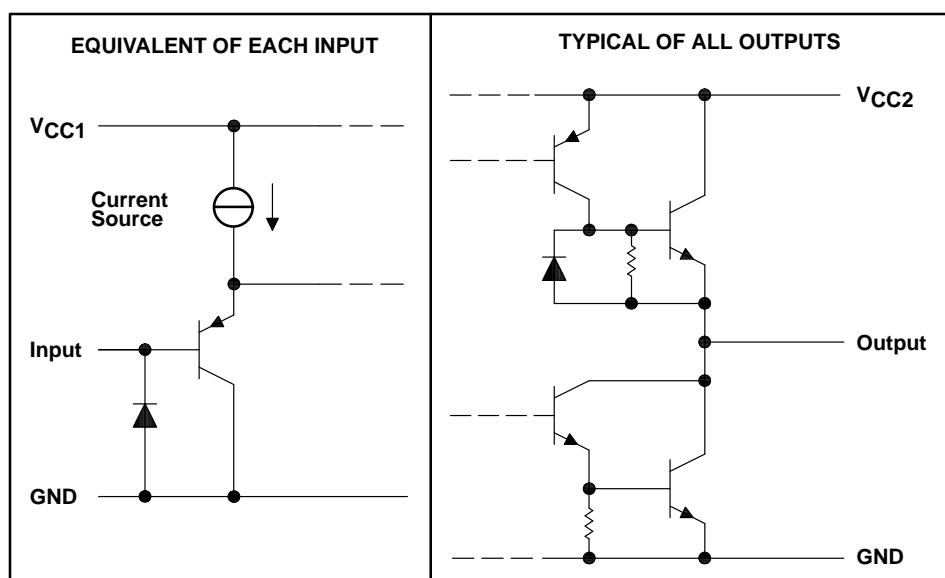 EQUIVALENT OF EACH INPUT
VCC1
Current
Source
Input
GND
TYPICAL OF ALL OUTPUTS
VCC2
Output
GND